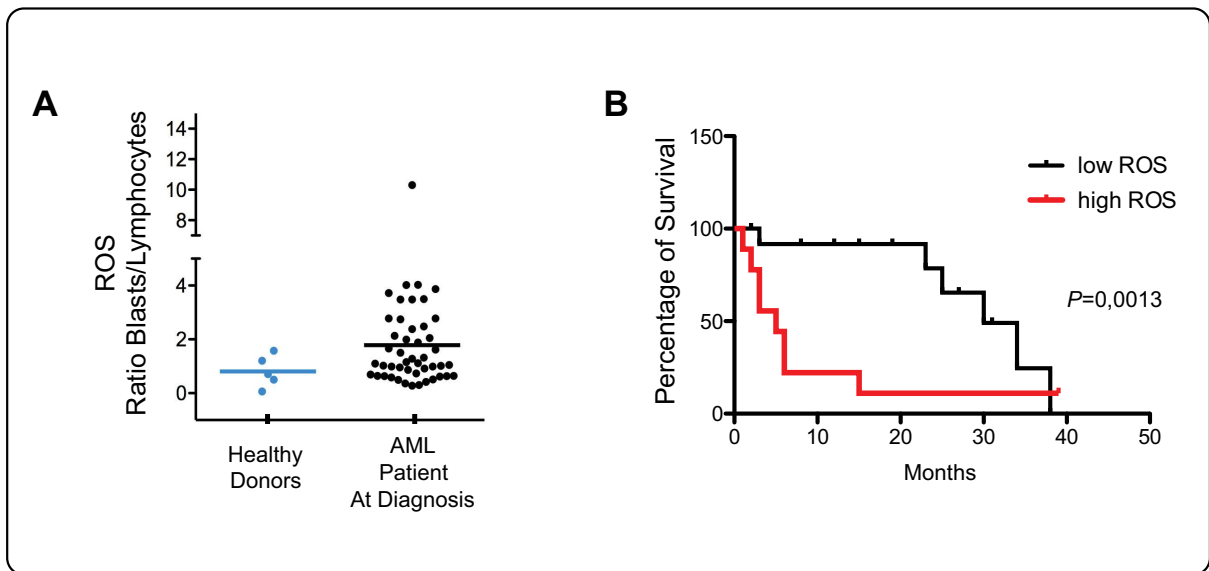 A
ROS
Ratio Blasts/Lymphocytes
14
12
10
8
6
4
2
0
Healthy
Donors
AML
Patient
At Diagnosis
B
Percentage of Survival
150
100
50
0
0 10 20 30 40 50
Months
low ROS
high ROS
P=0,0013